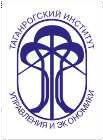 ТАГАНРОГСКИЙ ИНСТИТУТ
УПРАВЛЕНИЯ И ЭКОНОМИКИ